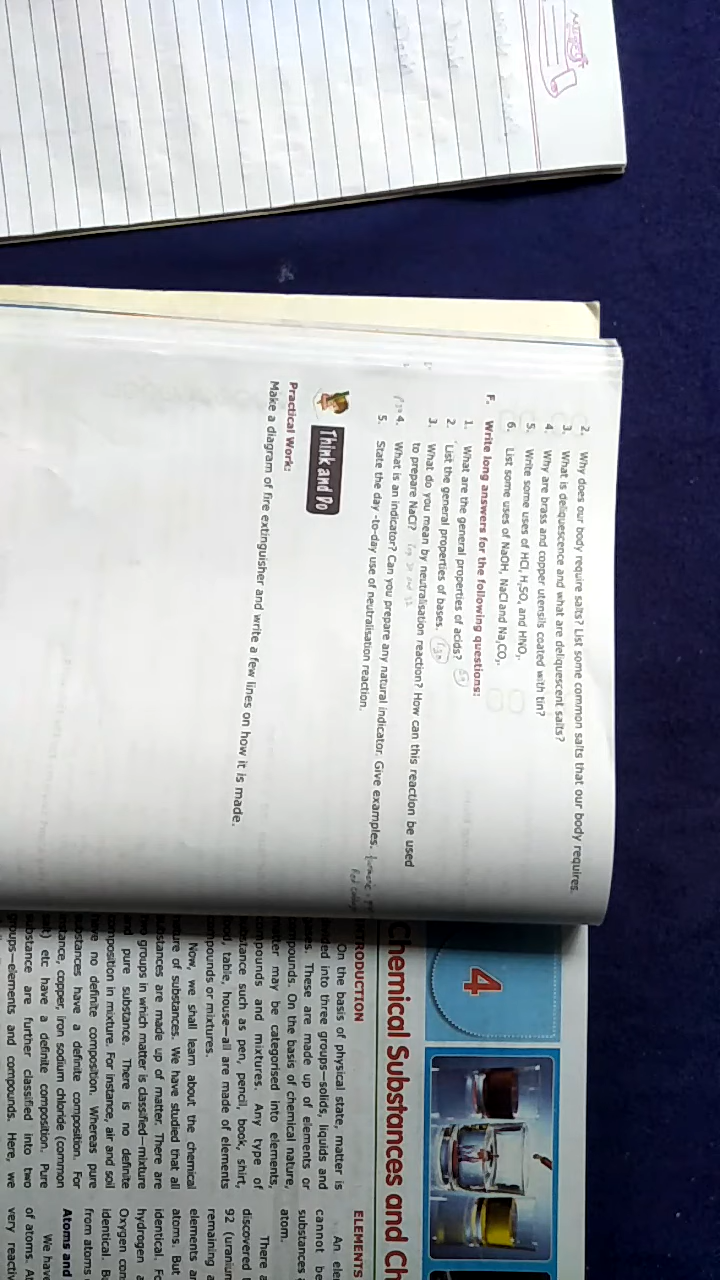 2. Why does our body require salts? List some common salts that our body requires.
3. What is deliquescence and what are deliquescent salts?
4. Why are brass and copper utensils coated with tin?
5. Write some uses of HCl, H₂SO₄ and HNO₃.
6. List some uses of NaOH, NaCl and Na₂CO₃.
F. Write long answers for the following questions:
1. What are the general properties of acids?
2. List the general properties of bases.
3. What do you mean by neutralisation reaction? How can this reaction be used
to prepare NaCl?
4. What is an indicator? Can you prepare any natural indicator. Give examples.
5. State the day-to-day use of neutralisation reaction.
Think and Do
Practical Work:
Make a diagram of fire extinguisher and write a few lines on how it is made.
4
Chemical Substances and
INTRODUCTION
On the basis of physical state, matter is
into three groups—solids, liquids and
These are made up of elements or
compounds. On the basis of chemical nature,
matter may be categorised into elements,
compounds and mixtures. Any type of
substance such as pen, pencil, book, shirt,
food, table, house—all are made of elements
compounds or mixtures.
Now, we shall learn about the chemical
nature of substances. We have studied that all
substances are made up of matter. There are
two groups in which matter is classified—mixture
and pure substance. There is no definite
composition in mixture. For instance, air and soil
have no definite composition. Whereas pure
substances have a definite composition. For
instance, copper, iron sodium chloride (common
salt) etc have a definite composition. Pure
substance are further classified into two
groups—elements and compounds. Here, we
ELEMENTS
An
cannot be
substances
atom.
There
discovered
92 (uranium
remaining
elements
atoms. But
identical.
hydrogen
Oxygen
identical.
from atoms
Atoms and
We have
of atoms.
very